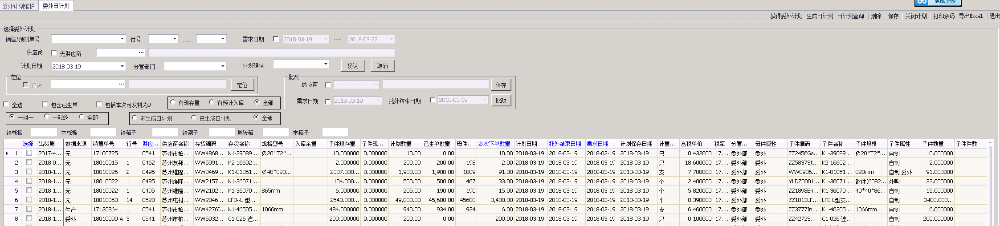 委外计划维护 委外日计划 拖拽上传
获得委外计划 生成日计划 日计划查询 删除 保存 关闭计划 打印条码 导出Excel 退出
选择委外计划
销售/预测单号 行号 ---- 需求日期 2018-03-19 ---- 2018-03-22
供应商 无供应商 ...
计划日期 2018-03-19 分管部门 计划确认 确认 取消
定位 批改
存货 ... 定位 供应商 ... 保存
需求日期 2018-03-19 托外结束日期 2018-03-19 批改
全选 包含已生单 包括本次可发料为0 有现存量 有预计入库 全部
一对一 一对多 全部 未生成日计划 已生成日计划 全部
铁栈板 木栈板 铁箱子 铁架子 周转箱 木箱子
选择 出货周 数据来源 销售单号 行号 供应... 供应商名称 存货编码 存货名称 规格型号 入库余量 子件现存量 子件现... 计划数量 已生单数量 母件... 本次下单数量 计划日期 托外结束日期 需求日期 计划保存日期 计量... 含税单价 税率 分管... 母件属性 子件编码 子件名称 子件规格 子件属性 子件数量 子件件数
1 2017-4... 无 17100725 1 0541 苏州市柏... WW4868... K1-39089 ... ₡20*T2*... 10.000000 0.000000 10.00 0.00 10.00 2018-03-19 2018-03-19 2018-03-19 2018-03-19 只 0.432000 17.... 委外部 委外 ZZ2456Ga... K1-39089 ... ₡20*T2*... 自制 10.000000
2 2018-0... 无 18010015 1 0462 苏州友邦... WW5991... K2-16602 ... 2.000000 0.000000 200.00 200.00 198 2.00 2018-03-19 2018-03-19 2018-03-19 2018-03-19 只 18.600000 17.... 委外部 委外 ZZ5837St... K2-16602 ... 自制 2.000000
3 2018-1... 无 18010025 2 0495 苏州维隆... WW0469... K1-01051 ... ₡40*820... 2337.000... 0.000000 1,900.00 1,900.00 1809 91.00 2018-03-19 2018-03-19 2018-03-19 2018-03-19 支 7.700000 17.... 委外部 委外 WW0936... K1-01051 ... 820mm 自制 委外 91.000000
4 2018-1... 无 18010022 1 0495 苏州维隆... WW2157... K1-36071 ... 1104.000... 0.000000 500.00 500.00 467 33.00 2018-03-19 2018-03-19 2018-03-19 2018-03-19 个 2.400000 17.... 委外部 委外 YLDZ0001... K1-36071 ... 锻件(6082... 外购 33.000000
5 2018-1... 无 18010022 1 0495 苏州维隆... WW2102... K1-36070 ... 865mm 6.000000 0.000000 205.00 190.00 190 15.00 2018-03-19 2018-03-19 2018-03-19 2018-03-19 个 5.820000 17.... 委外部 委外 ZZ1898Bri... K1-36070 ... 40*40*86... 自制 15.000000
6 2018-1... 无 18010053 14 0520 苏州屯村... WW2046... LFB--L 型... 2540.000... 0.000000 49,000.00 45,600.00 45600 3,400.00 2018-03-19 2018-03-19 2018-03-19 2018-03-19 个 0.390000 17.... 委外部 委外 ZZ1813LF... LFB L型支... 自制 3400.000...
7 2018-1... 生产 17120864 1 0541 苏州市柏... WW4276I... K1-46505 ... 1066mm 484.000000 0.000000 940.00 934.00 934 6.00 2018-03-19 2018-03-19 2018-03-19 2018-03-19 支 6.460000 17.... 委外部 委外 ZZ3777In... K1-46305 ... 1066mm 自制 6.000000
8 2018-1... 委外 18010099-A 3 0541 苏州市柏... WW5032... C1-026 连... 200.000000 0.000000 200.00 0.00 200.00 2018-03-19 2018-03-19 2018-03-19 2018-03-19 只 0.100000 17.... 委外部 委外 ZZ4272S... C1-026 连... 自制 200.000000